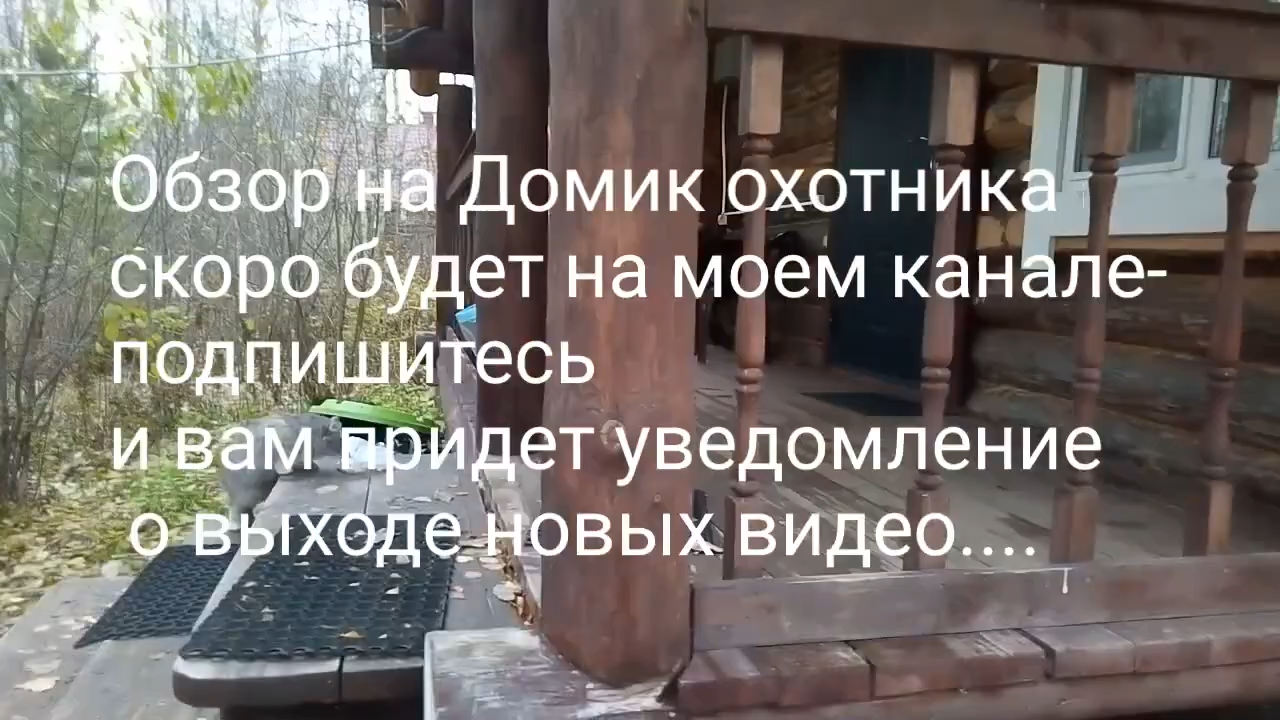 Обзор на Домик охотника
скоро будет на моем канале-
подпишитесь
и вам придет уведомление
о выходе новых видео....